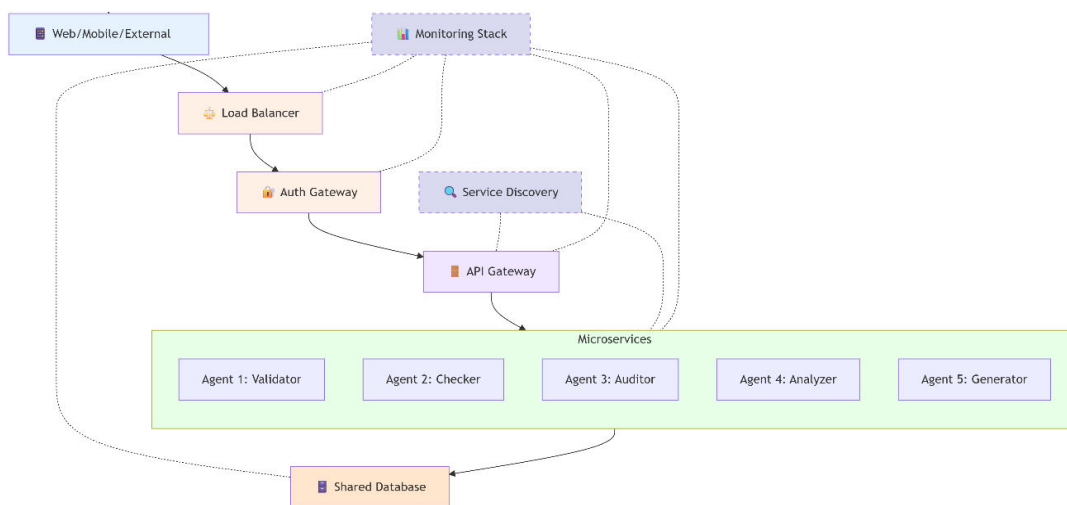 Web/Mobile/External
Monitoring Stack
Load Balancer
Auth Gateway
Service Discovery
API Gateway
Microservices
Agent 1: Validator
Agent 2: Checker
Agent 3: Auditor
Agent 4: Analyzer
Agent 5: Generator
Shared Database